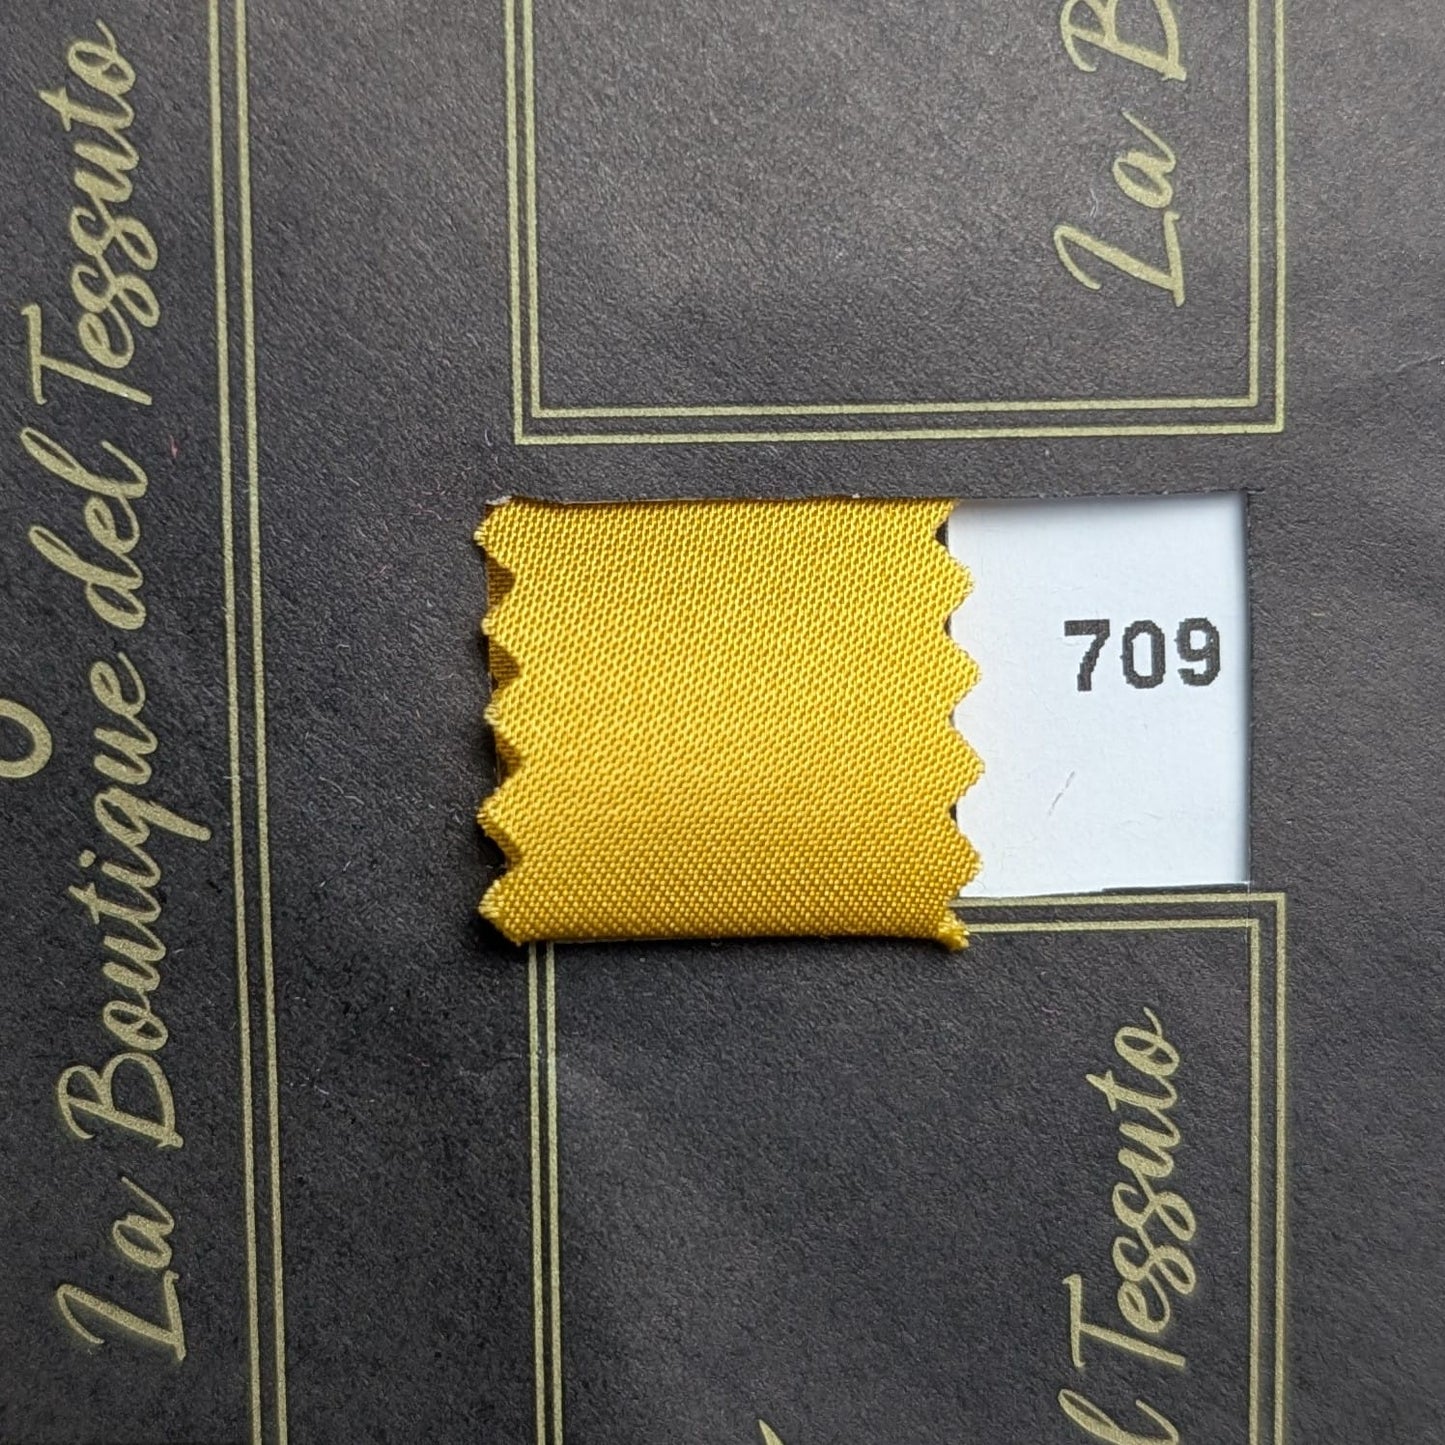 La Boutique del Tessuto
La B
709
l Tessuto